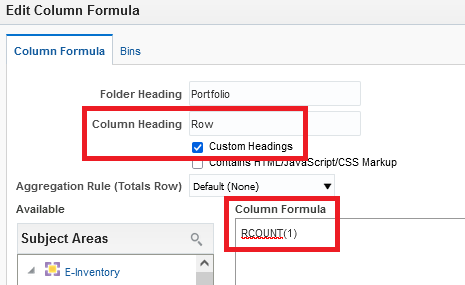 Edit Column Formula
Column Formula Bins
Folder Heading Portfolio
Column Heading Row
Custom Headings
Contains HTML/JavaScript/CSS Markup
Aggregation Rule (Totals Row) Default (None)
Available Column Formula
Subject Areas RCOUNT(1)
E-Inventory